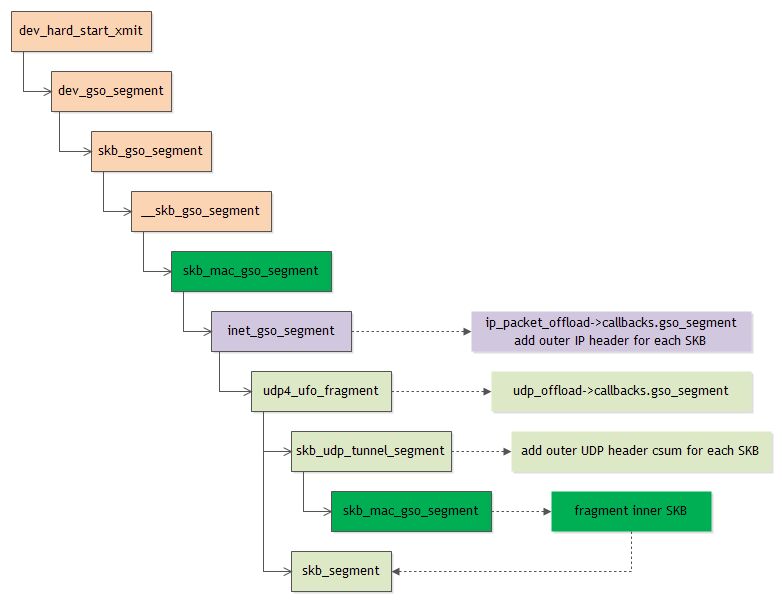 dev_hard_start_xmit
dev_gso_segment
skb_gso_segment
__skb_gso_segment
skb_mac_gso_segment
inet_gso_segment
ip_packet_offload->callbacks.gso_segment
add outer IP header for each SKB
udp4_ufo_fragment
udp_offload->callbacks.gso_segment
skb_udp_tunnel_segment
add outer UDP header csum for each SKB
skb_mac_gso_segment
fragment inner SKB
skb_segment